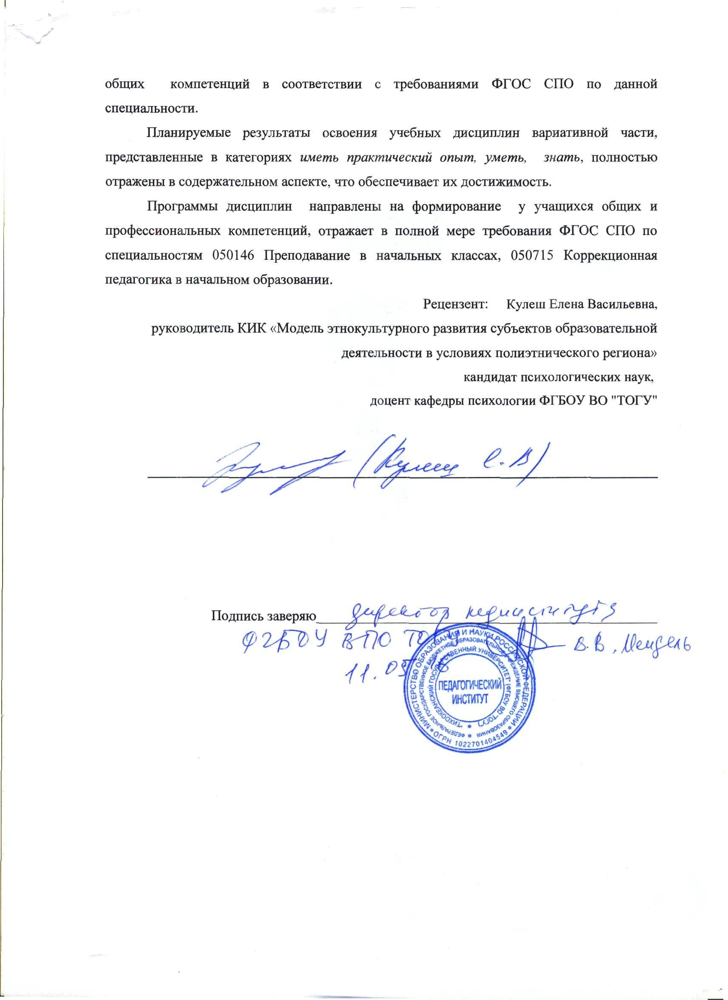 общих компетенций в соответствии с требованиями ФГОС СПО по данной
специальности.
Планируемые результаты освоения учебных дисциплин вариативной части,
представленные в категориях иметь практический опыт, уметь, знать, полностью
отражены в содержательном аспекте, что обеспечивает их достижимость.
Программы дисциплин направлены на формирование у учащихся общих и
профессиональных компетенций, отражает в полной мере требования ФГОС СПО по
специальностям 050146 Преподавание в начальных классах, 050715 Коррекционная
педагогика в начальном образовании.
Рецензент: Кулеш Елена Васильевна,
руководитель КИК «Модель этнокультурного развития субъектов образовательной
деятельности в условиях полиэтнического региона»
кандидат психологических наук,
доцент кафедры психологии ФГБОУ ВО "ТОГУ"
(Кулеш Е.В)
Подпись заверяю директор пединститута
ФГБОУ ВПО ТОГУ В.В. Мендель
11.05
* МИНИСТЕРСТВО ОБРАЗОВАНИЯ И НАУКИ РОССИЙСКОЙ ФЕДЕРАЦИИ * ОГРН 1022701404549
* ФЕДЕРАЛЬНОЕ ГОСУДАРСТВЕННОЕ БЮДЖЕТНОЕ ОБРАЗОВАТЕЛЬНОЕ УЧРЕЖДЕНИЕ ВЫСШЕГО ОБРАЗОВАНИЯ
* "ТИХООКЕАНСКИЙ ГОСУДАРСТВЕННЫЙ УНИВЕРСИТЕТ" (ФГБОУ ВО "ТОГУ")
ПЕДАГОГИЧЕСКИЙ
ИНСТИТУТ